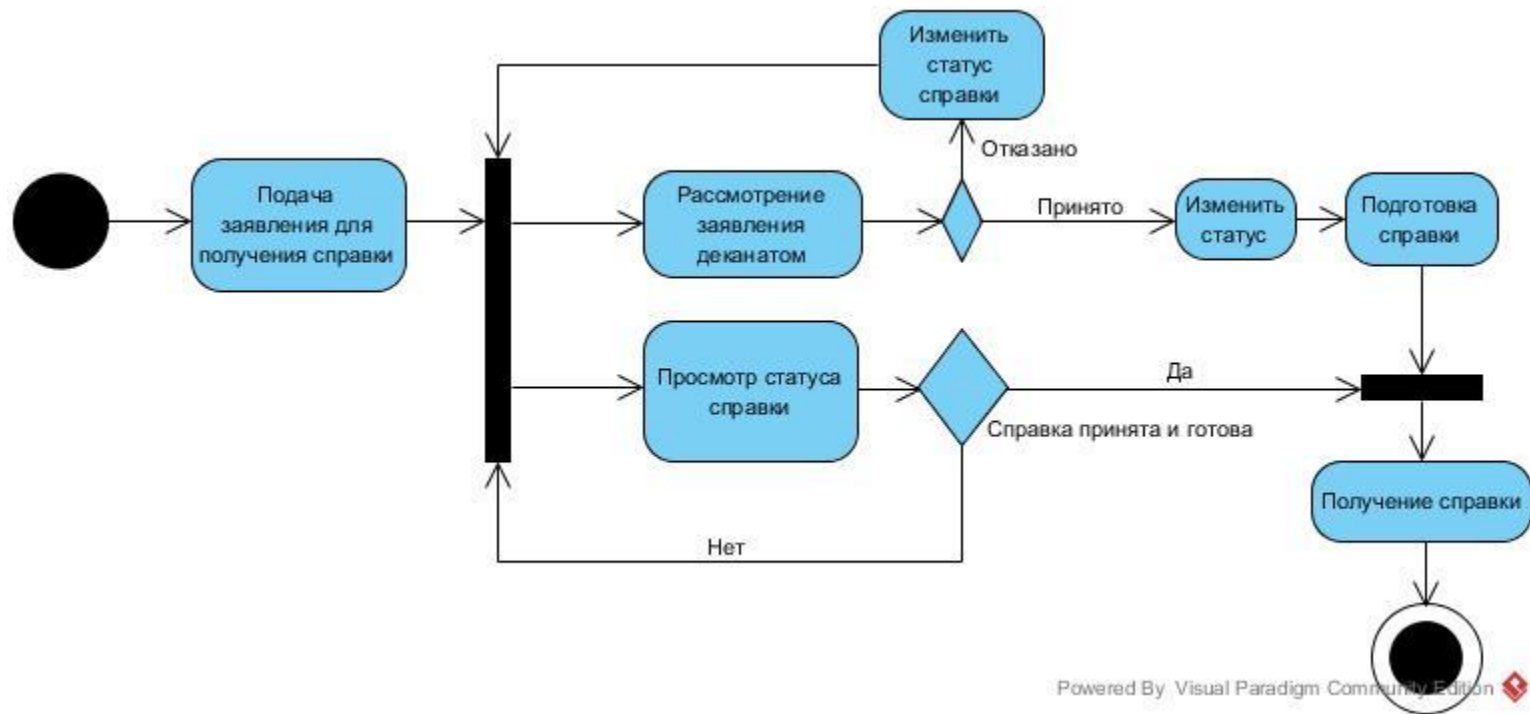 Изменить
статус
справки
Отказано
Подача
заявления для
получения справки
Рассмотрение
заявления
деканатом
Принято
Изменить
статус
Подготовка
справки
Просмотр статуса
справки
Да
Справка принята и готова
Нет
Получение справки
Powered By Visual Paradigm Community Edition